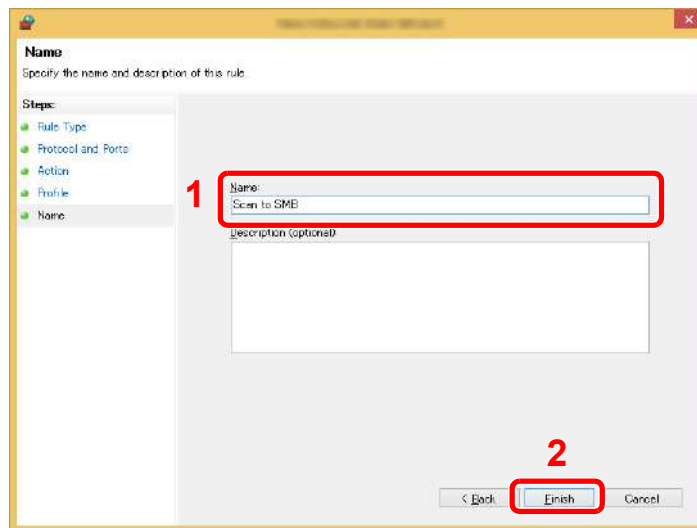 Name
Specify the name and description of this rule.
Steps:
Rule Type
Protocol and Ports
Action
Profile
Name
1
Name:
Scan to SMB
Description (optional):
2
< Back
Finish
Cancel